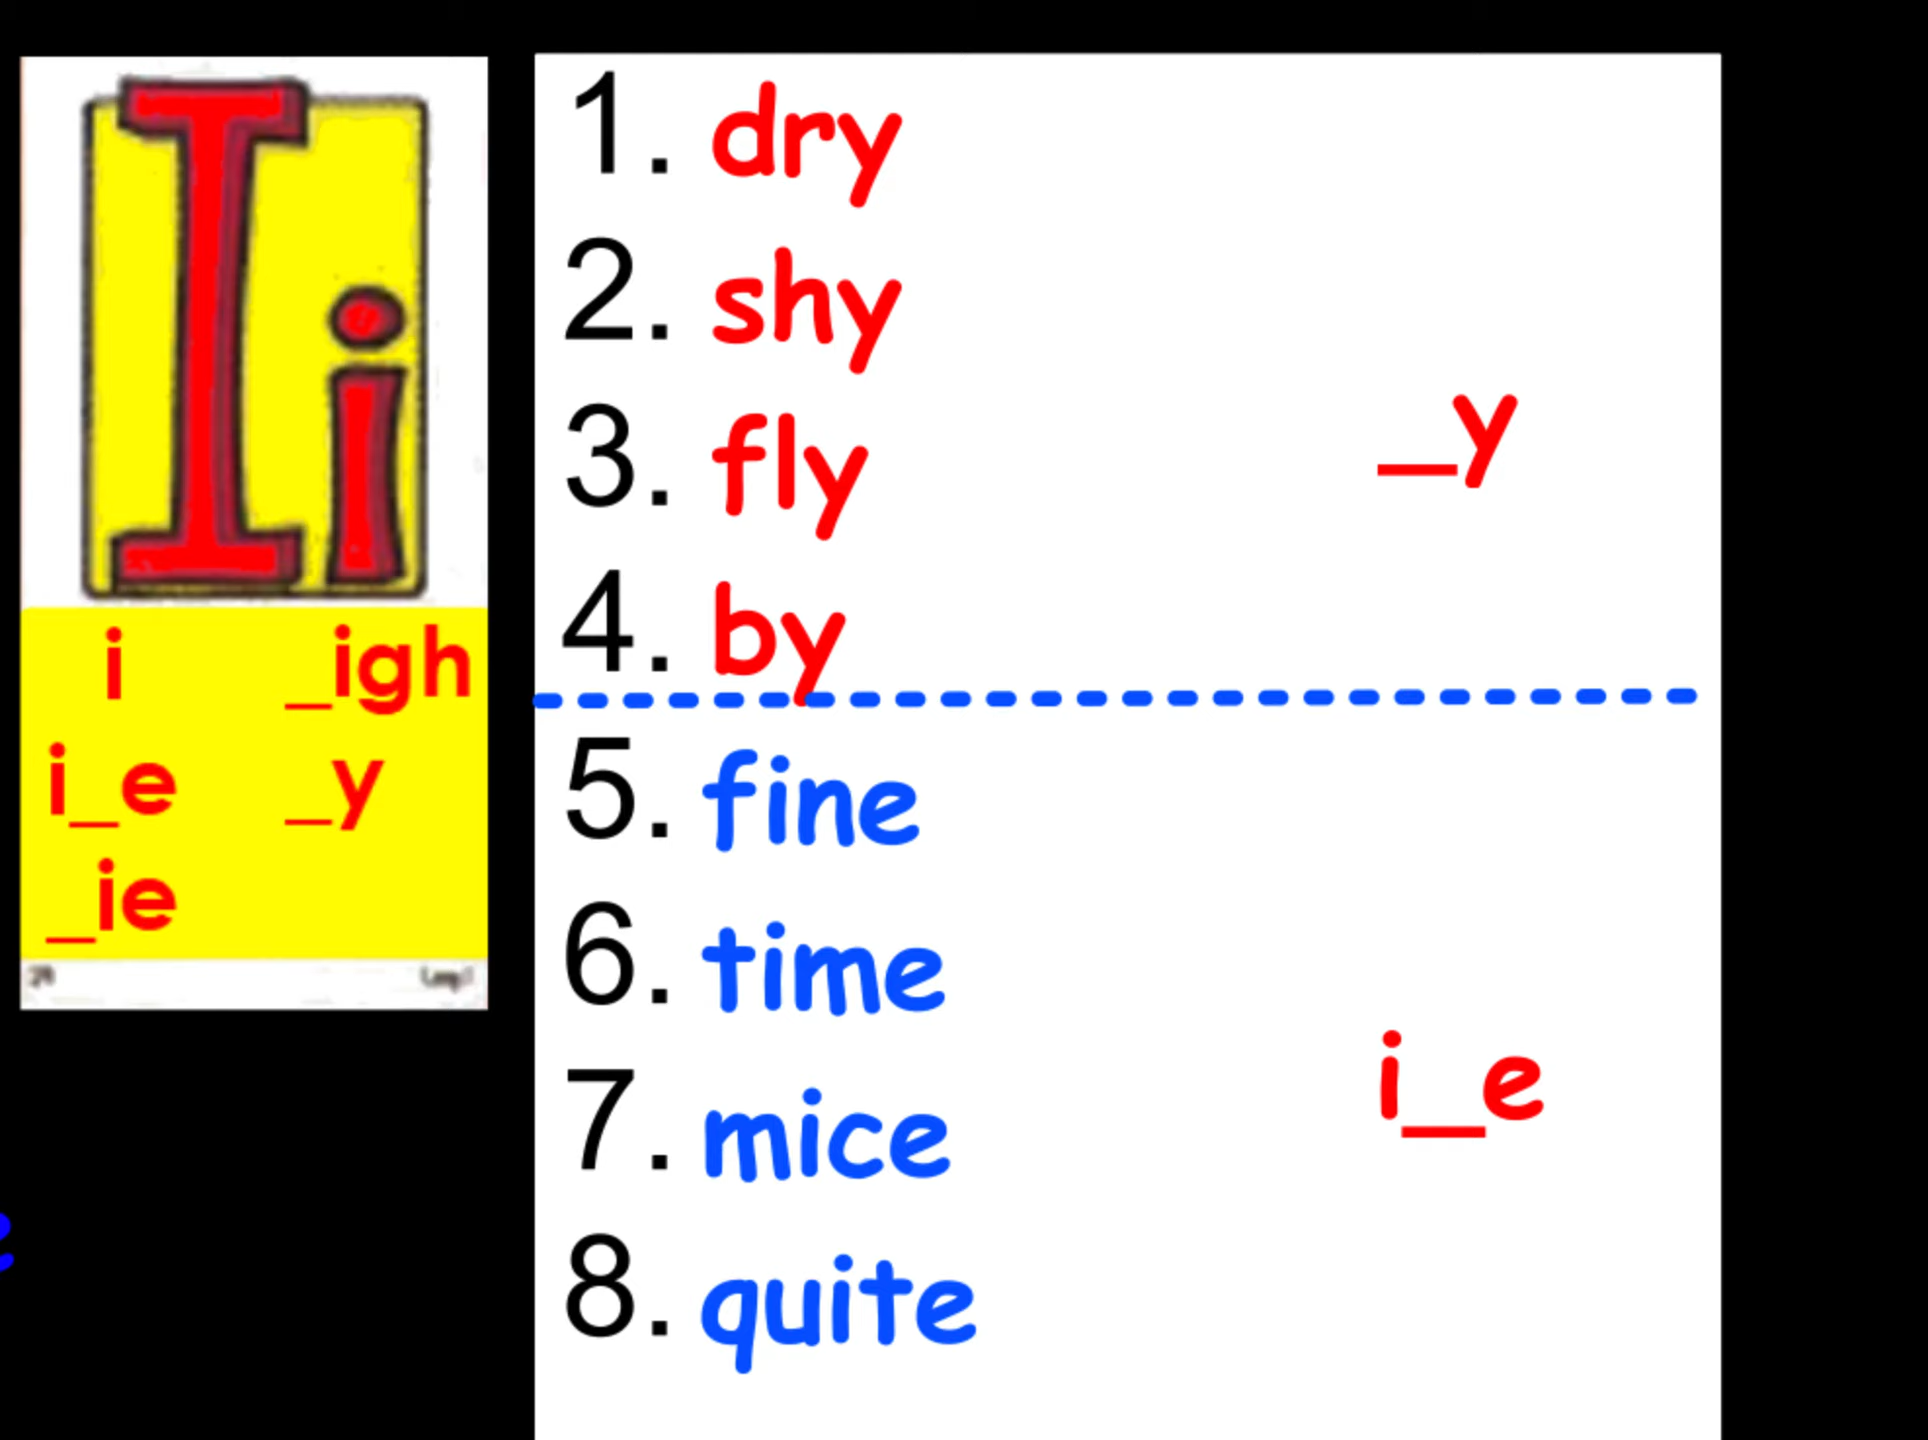 Ii
i _igh
i_e _y
_ie
1. dry
2. shy
3. fly
_y
4. by
5. fine
6. time
7. mice
i_e
8. quite